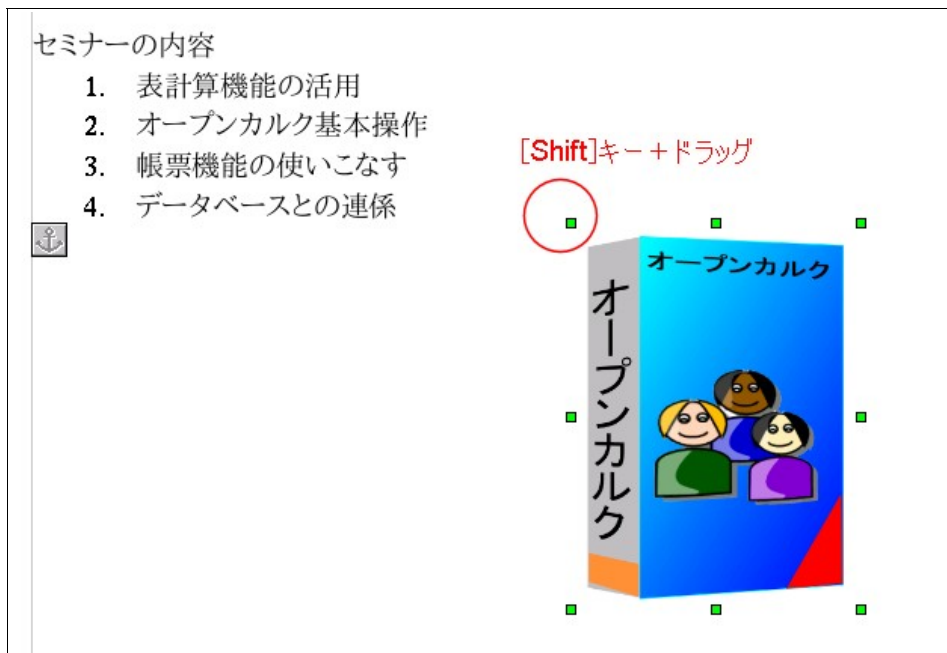 セミナーの内容
1. 表計算機能の活用
2. オープンカルク基本操作
3. 帳票機能の使いこなす
4. データベースとの連係
[Shift]キー+ドラッグ
オープンカルク
オープンカルク